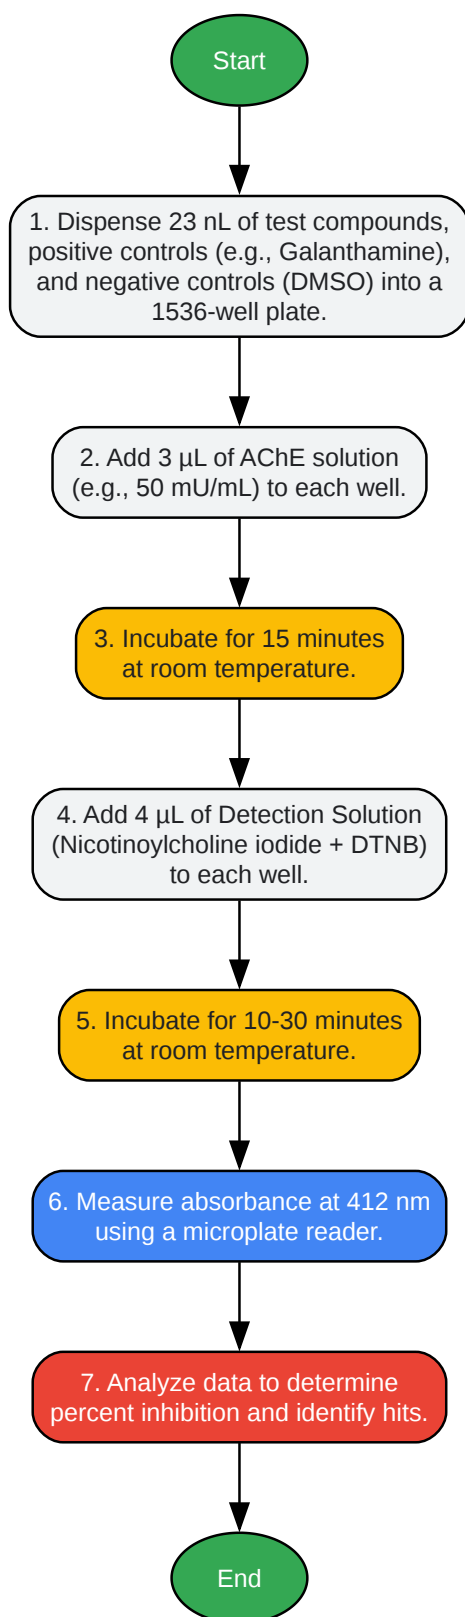 Start
1. Dispense 23 nL of test compounds,
positive controls (e.g., Galanthamine),
and negative controls (DMSO) into a
1536-well plate.
2. Add 3 µL of AChE solution
(e.g., 50 mU/mL) to each well.
3. Incubate for 15 minutes
at room temperature.
4. Add 4 µL of Detection Solution
(Nicotinoylcholine iodide + DTNB)
to each well.
5. Incubate for 10-30 minutes
at room temperature.
6. Measure absorbance at 412 nm
using a microplate reader.
7. Analyze data to determine
percent inhibition and identify hits.
End